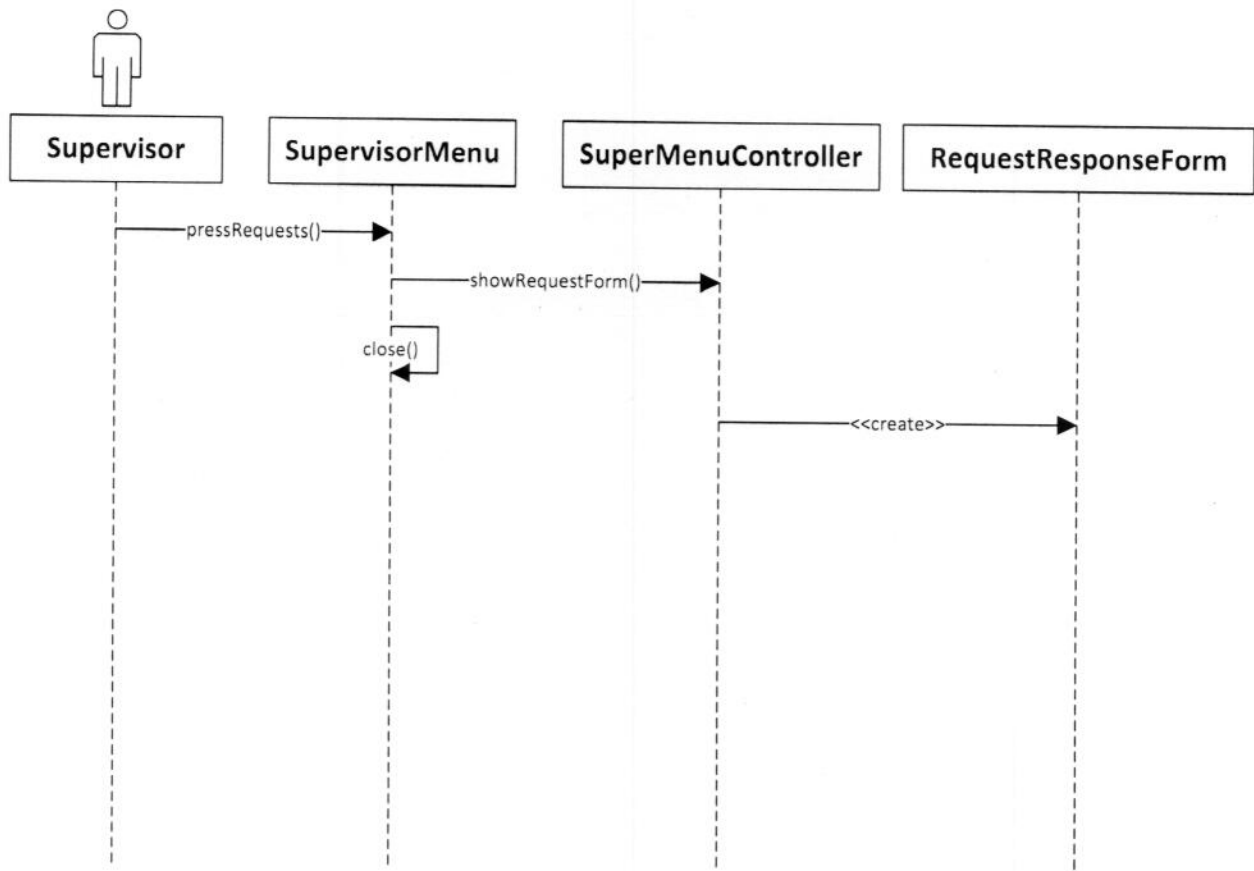 Supervisor
SupervisorMenu
SuperMenuController
RequestResponseForm
pressRequests()
showRequestForm()
close()
<<create>>